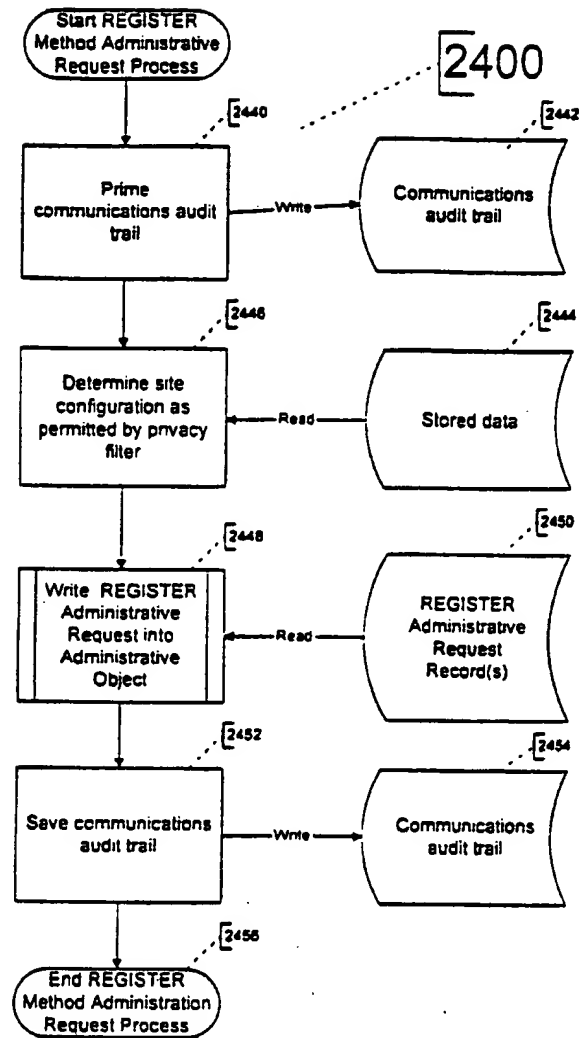 Start REGISTER
Method Administrative
Request Process
2400
2440
2442
Prime
communications audit
trail
Write
Communications
audit trail
2446
2444
Determine site
configuration as
permitted by privacy
filter
Read
Stored data
2448
2450
Write REGISTER
Administrative
Request into
Administrative
Object
Read
REGISTER
Administrative
Request
Record(s)
2452
2454
Save communications
audit trail
Write
Communications
audit trail
2456
End REGISTER
Method Administration
Request Process